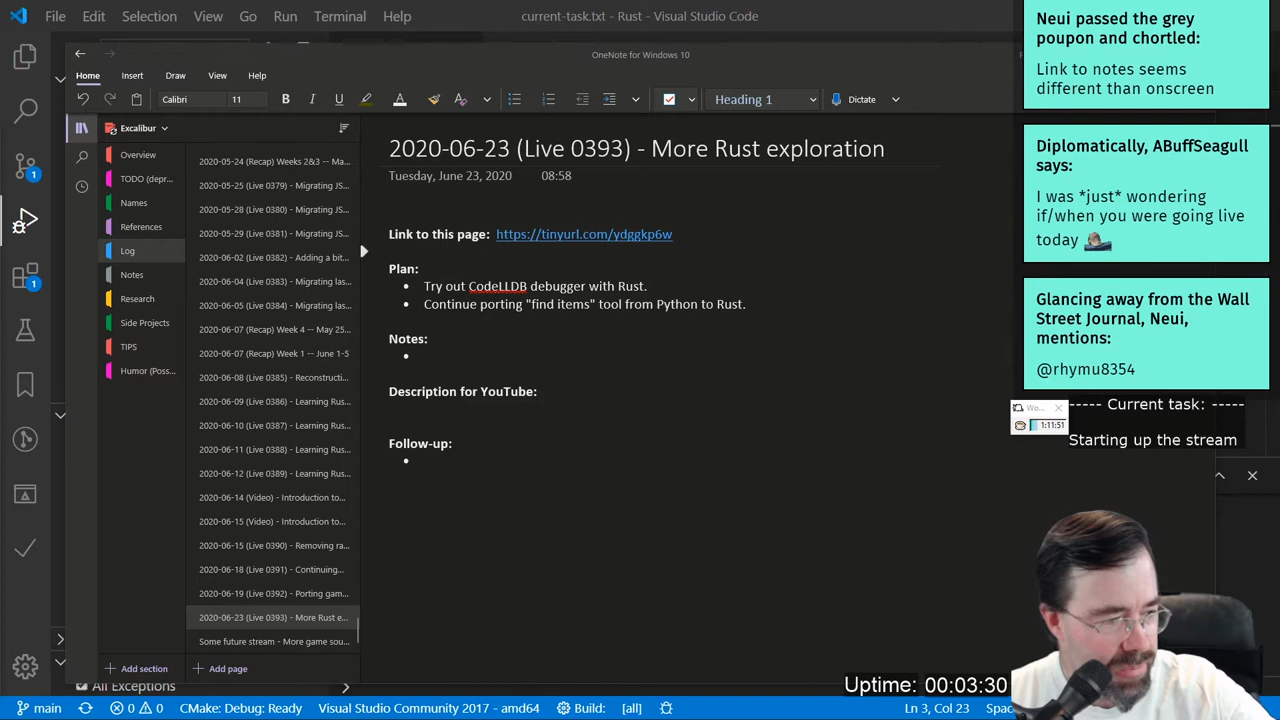 File Edit Selection View Go Run Terminal Help
current-task.txt - Rust - Visual Studio Code
OneNote for Windows 10
Home Insert Draw View Help
Calibri 11 B I U A Heading 1 Dictate
Excalibur
Overview
TODO (depr...
Names
References
Log
Notes
Research
Side Projects
TIPS
Humor (Poss...
Add section
2020-05-24 (Recap) Weeks 2&3 -- Ma...
2020-05-25 (Live 0379) - Migrating JS...
2020-05-28 (Live 0380) - Migrating JS...
2020-05-29 (Live 0381) - Migrating JS...
2020-06-02 (Live 0382) - Adding a bit...
2020-06-04 (Live 0383) - Migrating las...
2020-06-05 (Live 0384) - Migrating las...
2020-06-07 (Recap) Week 4 -- May 25...
2020-06-07 (Recap) Week 1 -- June 1-5
2020-06-08 (Live 0385) - Reconstructi...
2020-06-09 (Live 0386) - Learning Rus...
2020-06-10 (Live 0387) - Learning Rus...
2020-06-11 (Live 0388) - Learning Rus...
2020-06-12 (Live 0389) - Learning Rus...
2020-06-14 (Video) - Introduction to...
2020-06-15 (Video) - Introduction to...
2020-06-15 (Live 0390) - Removing ra...
2020-06-18 (Live 0391) - Continuing...
2020-06-19 (Live 0392) - Porting gam...
2020-06-23 (Live 0393) - More Rust e...
Some future stream - More game sou...
Add page
2020-06-23 (Live 0393) - More Rust exploration
Tuesday, June 23, 2020 08:58
Link to this page: https://tinyurl.com/ydggkp6w
Plan:
• Try out CodeLLDB debugger with Rust.
• Continue porting "find items" tool from Python to Rust.
Notes:
•
Description for YouTube:
Follow-up:
•
Neui passed the grey
poupon and chortled:
Link to notes seems
different than onscreen
Diplomatically, ABuffSeagull
says:
I was *just* wondering
if/when you were going live
today
Glancing away from the Wall
Street Journal, Neui,
mentions:
@rhymu8354
Wo...
1:11:51
----- Current task: -----
Starting up the stream
1
1
All Exceptions
Uptime: 00:03:30
main 0 0 CMake: Debug: Ready Visual Studio Community 2017 - amd64 Build: [all] Ln 3, Col 23